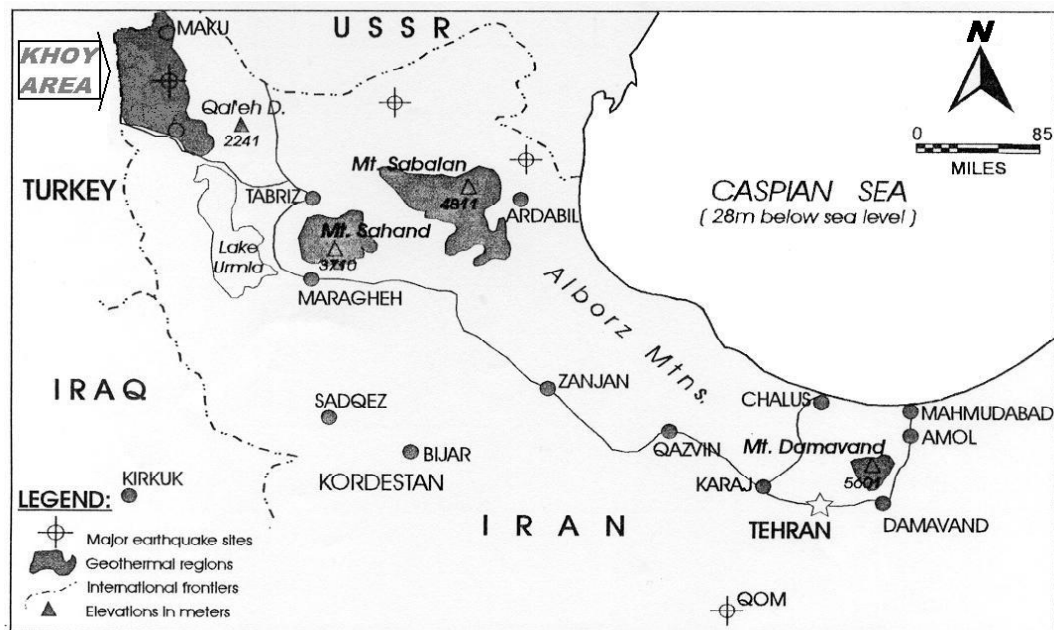 USSR
MAKU
KHOY
AREA
N
Qal'eh D.
2241
0 85
MILES
TURKEY
Mt. Sabalan
4811
TABRIZ
ARDABIL
CASPIAN SEA
( 28m below sea level )
Mt. Sahand
3710
Lake
Urmia
MARAGHEH
Alborz Mtns.
IRAQ
ZANJAN
CHALUS
MAHMUDABAD
SADQEZ
AMOL
QAZVIN
Mt. Damavand
BIJAR
KIRKUK
KORDESTAN
KARAJ
5601
LEGEND:
IRAN
TEHRAN
DAMAVAND
Major earthquake sites
Geothermal regions
International frontiers
Elevations in meters
QOM